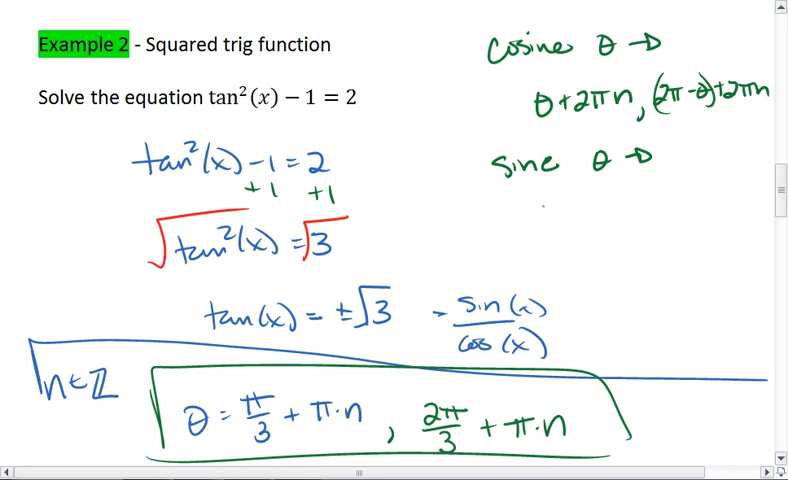 Example 2 - Squared trig function
Solve the equation tan²(x) − 1 = 2
tan²(x) -1 = 2
+1 +1
√tan²(x) = √3
tan(x) = ±√3 = sin(x)/cos(x)
n∈ℤ
θ = π/3 + π·n , 2π/3 + π·n
cosine θ →
θ+2πn, (2π-θ)+2πn
sine θ →